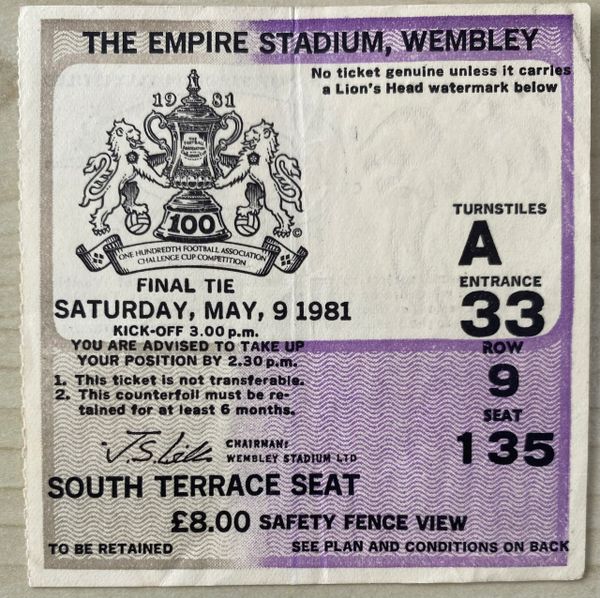 THE EMPIRE STADIUM, WEMBLEY
No ticket genuine unless it carries
a Lion's Head watermark below
1981
THE FOOTBALL ASSOCIATION
100
©
ONE HUNDREDTH FOOTBALL ASSOCIATION
CHALLENGE CUP COMPETITION
FINAL TIE
SATURDAY, MAY, 9 1981
KICK-OFF 3.00 p.m.
YOU ARE ADVISED TO TAKE UP
YOUR POSITION BY 2.30 p.m.
1. This ticket is not transferable.
2. This counterfoil must be re-
tained for at least 6 months.
TURNSTILES
A
ENTRANCE
33
ROW
9
SEAT
135
CHAIRMAN:
WEMBLEY STADIUM LTD
SOUTH TERRACE SEAT
£8.00 SAFETY FENCE VIEW
TO BE RETAINED
SEE PLAN AND CONDITIONS ON BACK